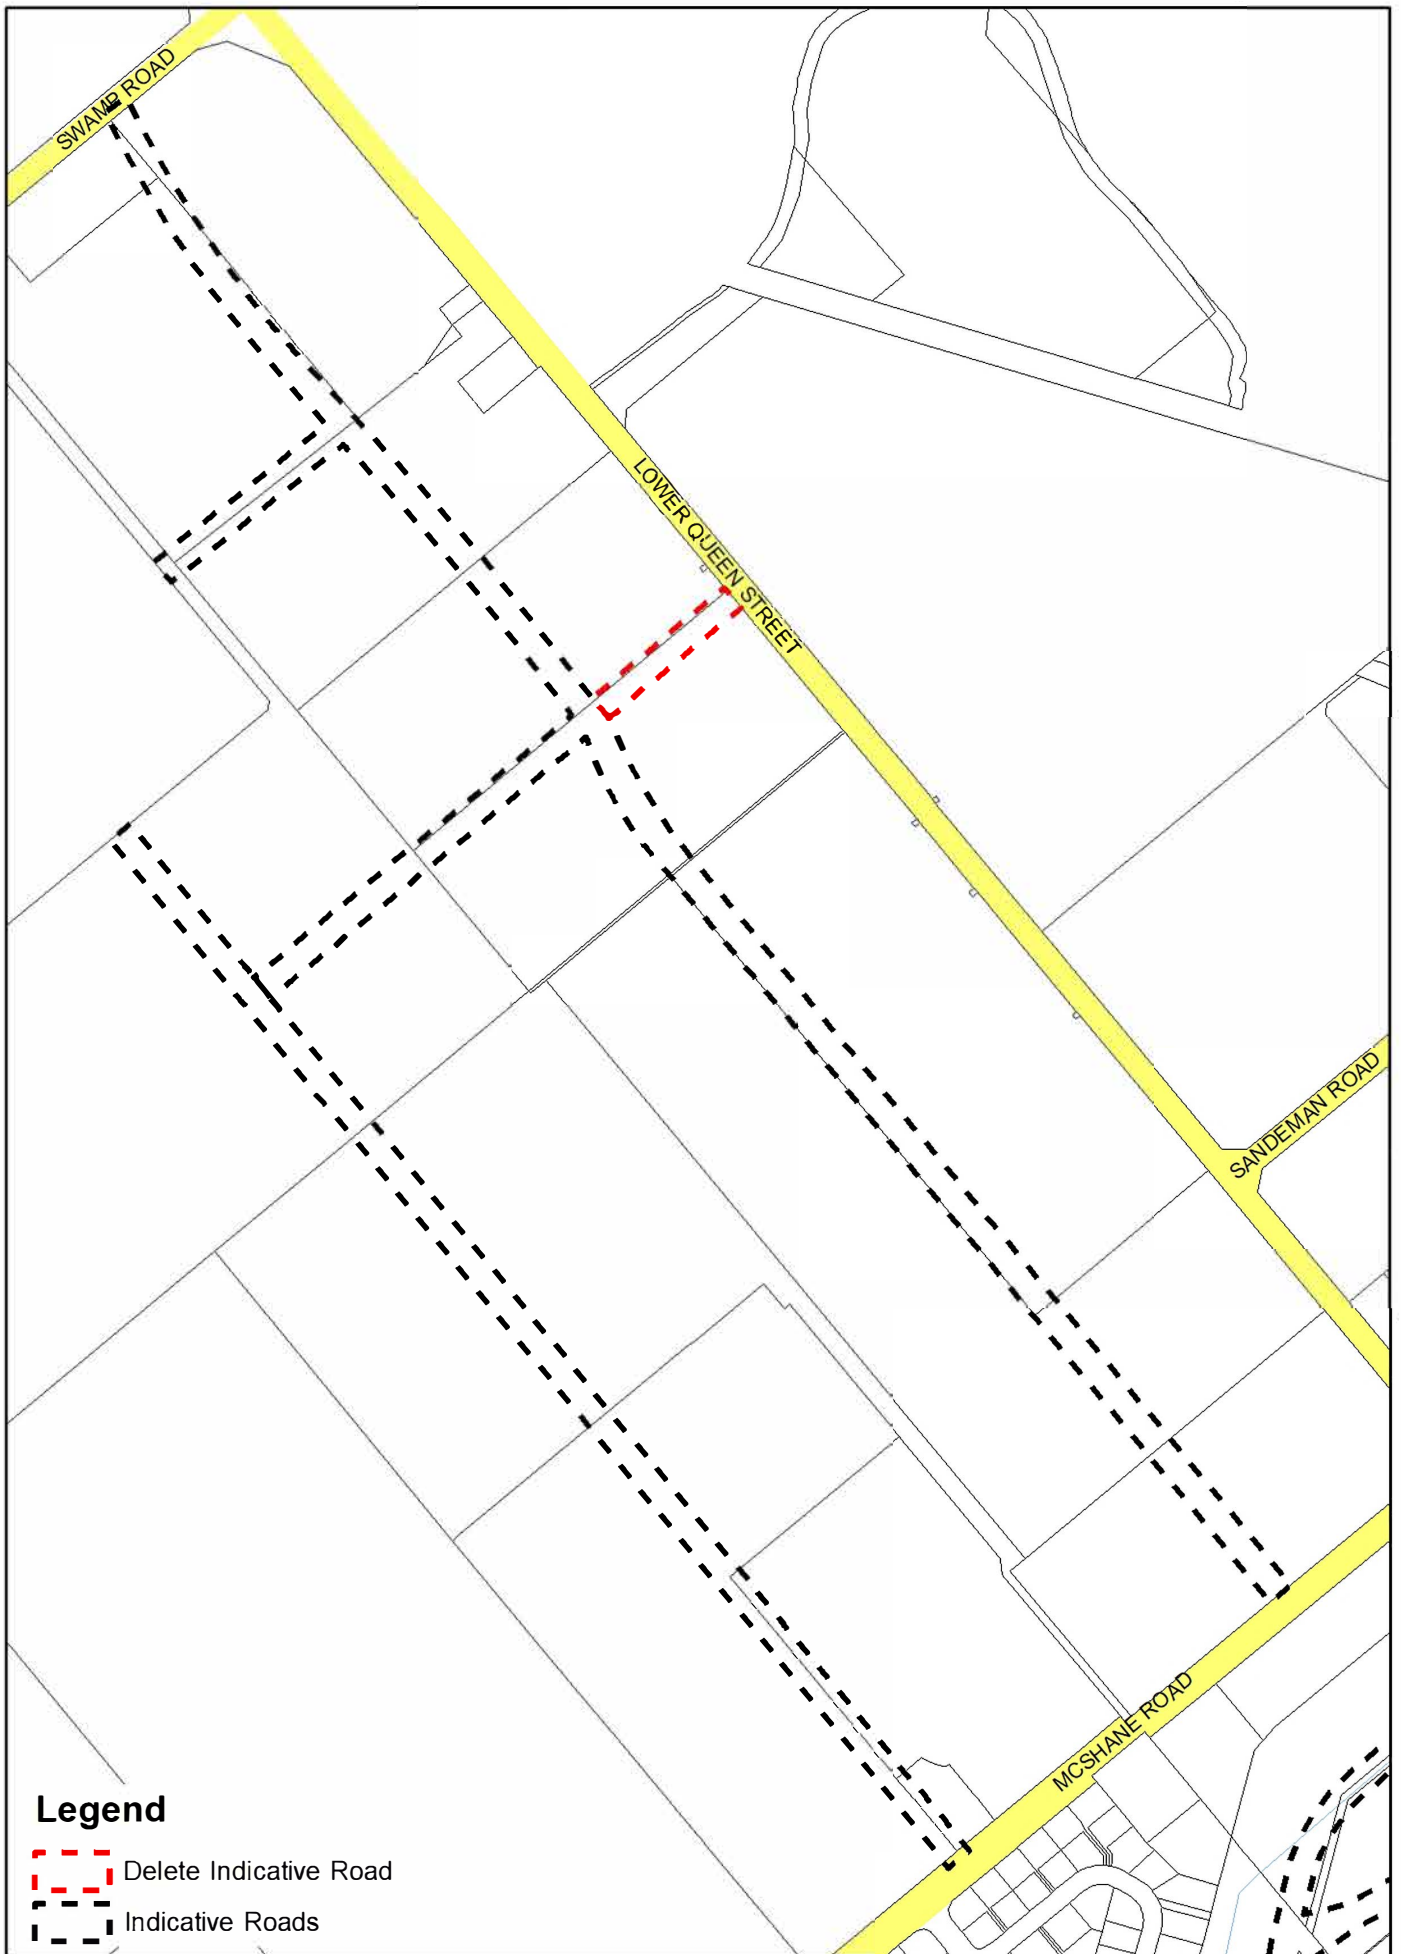 SWAMP ROAD
LOWER QUEEN STREET
SANDEMAN ROAD
MCSHANE ROAD
Legend
Delete Indicative Road
Indicative Roads